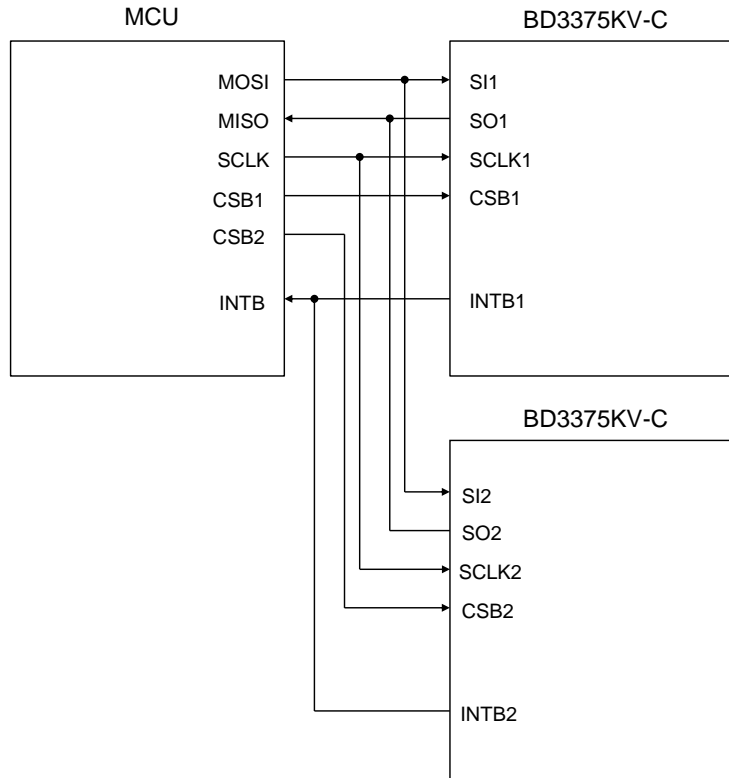 MCU
BD3375KV-C
MOSI
SI1
MISO
SO1
SCLK
SCLK1
CSB1
CSB1
CSB2
INTB
INTB1
BD3375KV-C
SI2
SO2
SCLK2
CSB2
INTB2